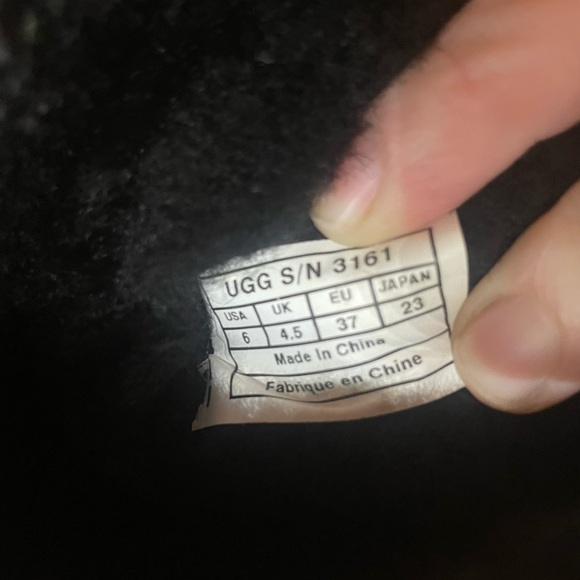 UGG S/N 3161
USA UK EU JAPAN
6 4.5 37 23
Made In China
Fabrique en Chine